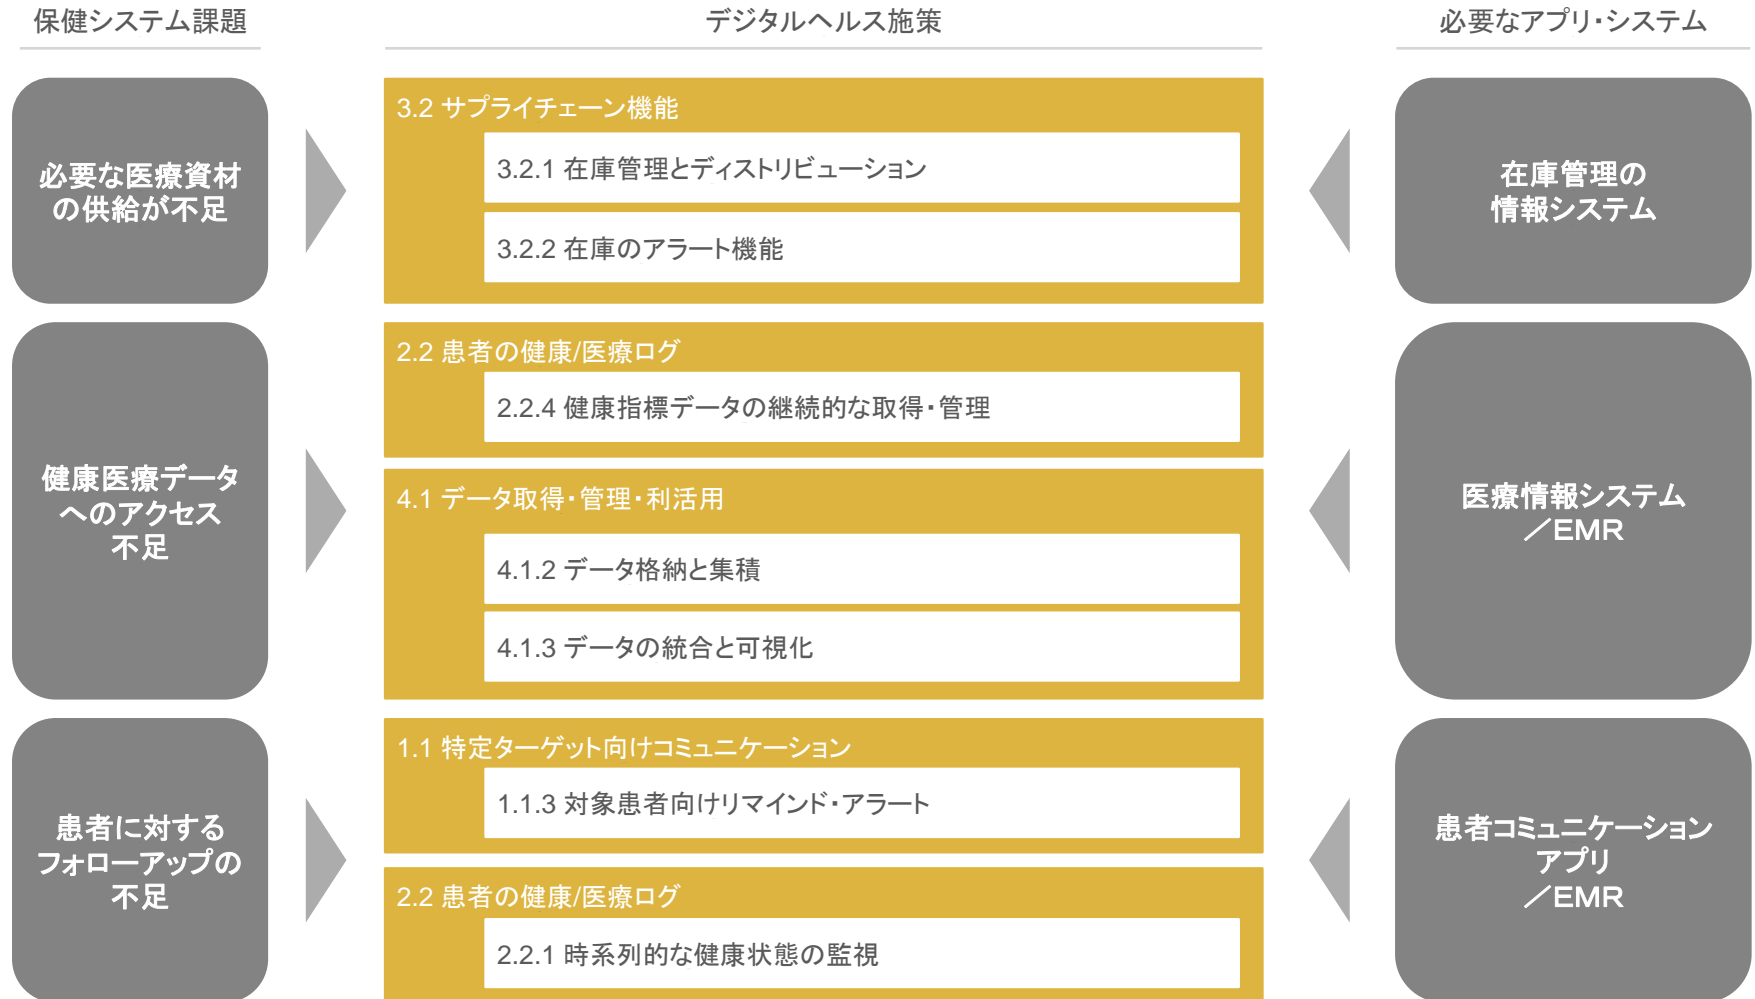 保健システム課題
デジタルヘルス施策
必要なアプリ・システム
必要な医療資材
の供給が不足
3.2 サプライチェーン機能
3.2.1 在庫管理とディストリビューション
3.2.2 在庫のアラート機能
在庫管理の
情報システム
健康医療データ
へのアクセス
不足
2.2 患者の健康/医療ログ
2.2.4 健康指標データの継続的な取得・管理
4.1 データ取得・管理・利活用
4.1.2 データ格納と集積
4.1.3 データの統合と可視化
医療情報システム
／EMR
患者に対する
フォローアップの
不足
1.1 特定ターゲット向けコミュニケーション
1.1.3 対象患者向けリマインド・アラート
2.2 患者の健康/医療ログ
2.2.1 時系列的な健康状態の監視
患者コミュニケーション
アプリ
／EMR